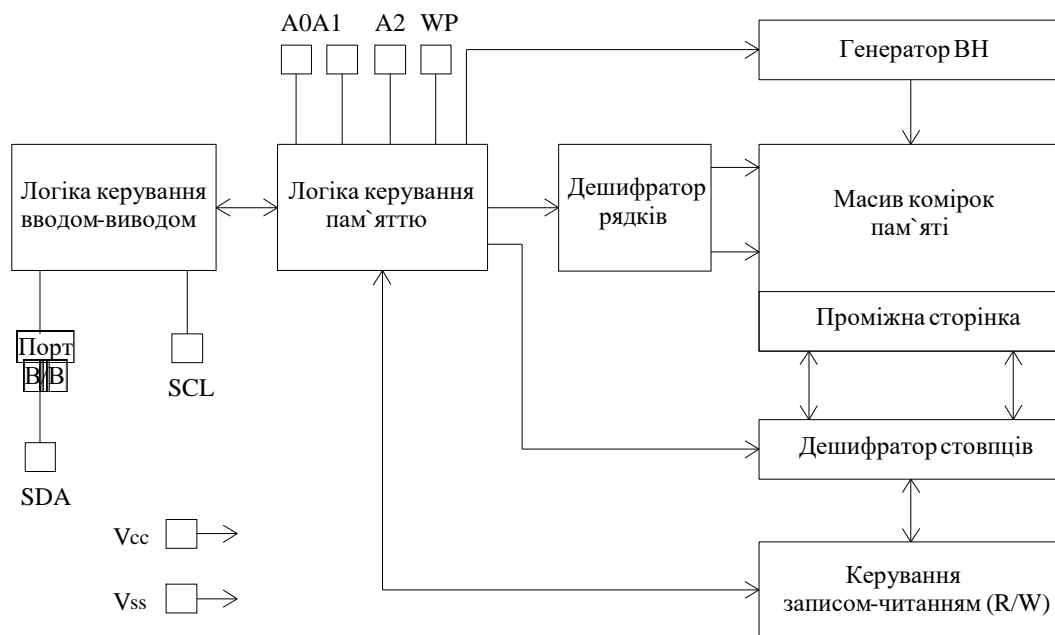 A0A1 A2 WP
Генератор ВН
Логіка керування
вводом-виводом
Логіка керування
пам`яттю
Дешифратор
рядків
Масив комірок
пам`яті
Проміжна сторінка
Порт
В/В
SCL
SDA
Дешифратор стовпців
Vcc
Vss
Керування
записом-читанням (R/W)